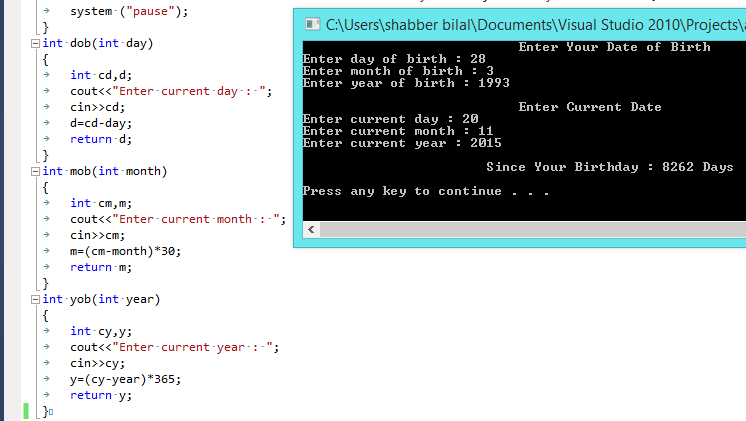 system ("pause");
}
int dob(int day)
{
int cd,d;
cout<<"Enter current day : ";
cin>>cd;
d=cd-day;
return d;
}
int mob(int month)
{
int cm,m;
cout<<"Enter current month : ";
cin>>cm;
m=(cm-month)*30;
return m;
}
int yob(int year)
{
int cy,y;
cout<<"Enter current year : ";
cin>>cy;
y=(cy-year)*365;
return y;
}
C:\Users\shabber bilal\Documents\Visual Studio 2010\Projects\
Enter Your Date of Birth
Enter day of birth : 28
Enter month of birth : 3
Enter year of birth : 1993
Enter Current Date
Enter current day : 20
Enter current month : 11
Enter current year : 2015
Since Your Birthday : 8262 Days
Press any key to continue . . .